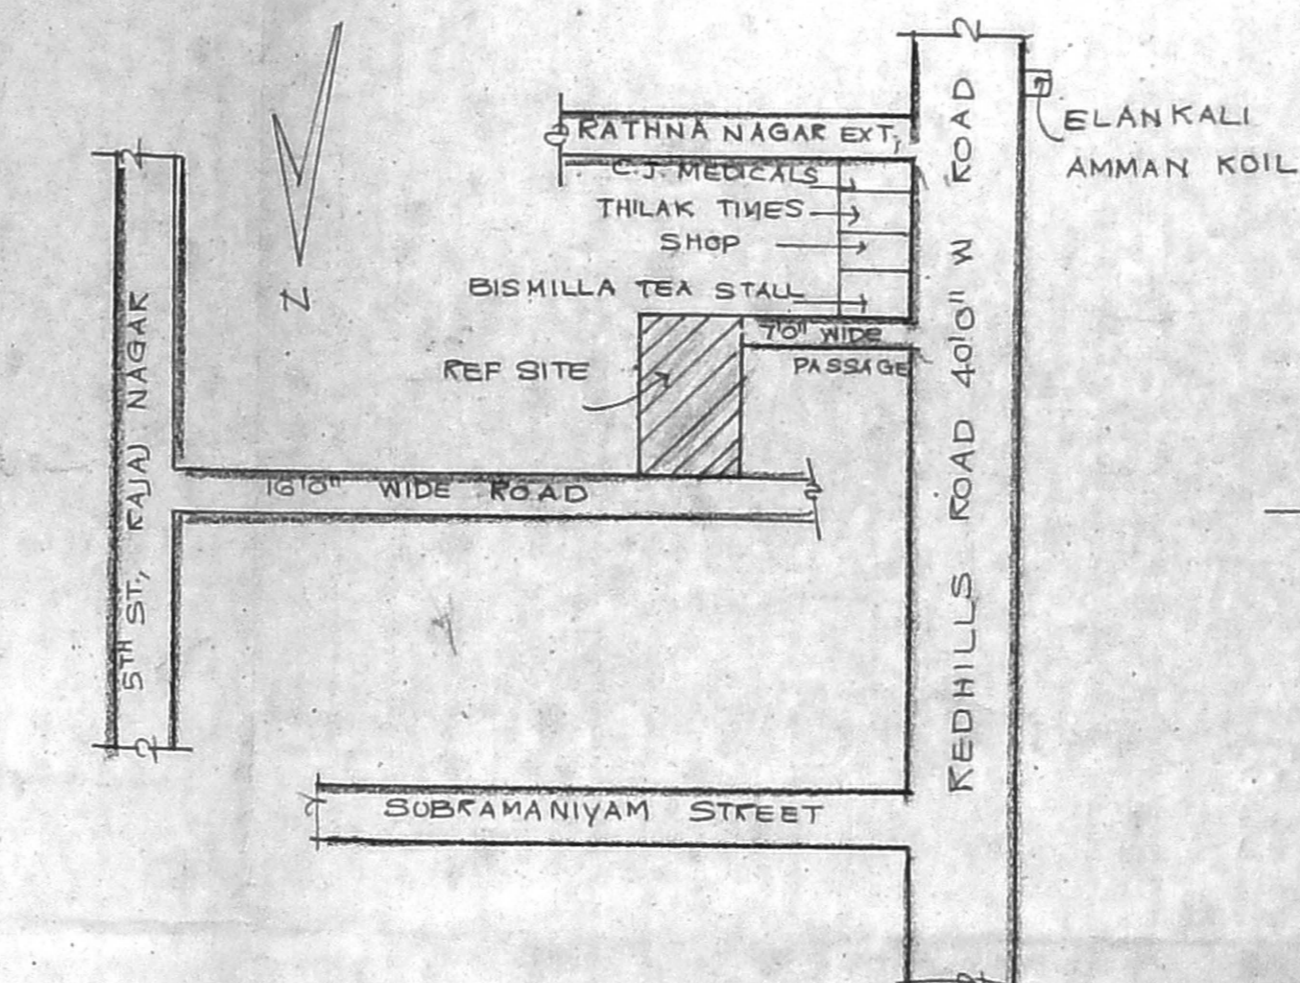 RATHNA NAGAR EXT,
ELANKALI
AMMAN KOIL
C.J. MEDICALS
THILAK TIMES
SHOP
BISMILLA TEA STALL
N
7'0" WIDE
PASSAGE
REF SITE
16'0" WIDE ROAD
5TH ST., RAJAJ NAGAR
REDHILLS ROAD 40'0" W ROAD
SUBRAMANIYAM STREET